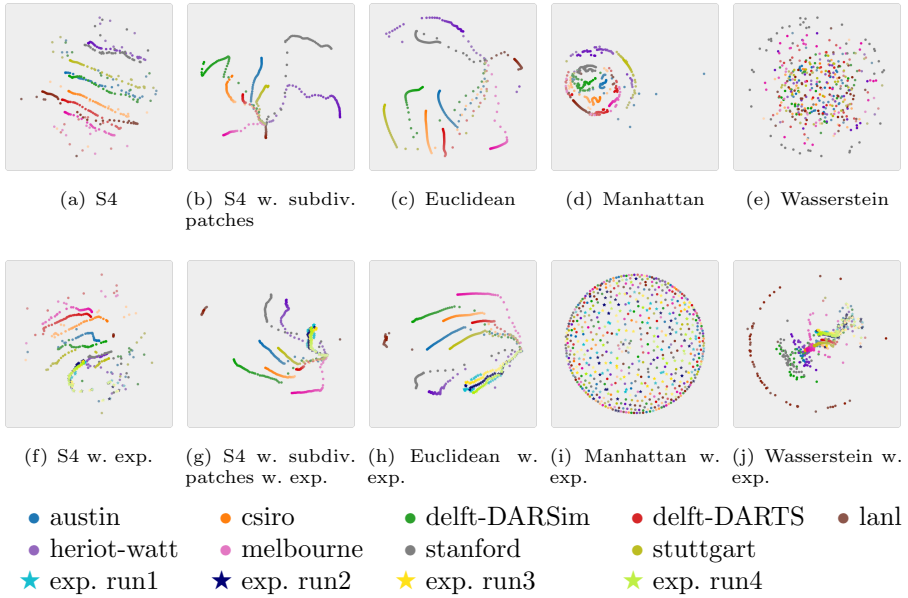 (a) S4
(b) S4 w. subdiv.
patches
(c) Euclidean
(d) Manhattan
(e) Wasserstein
(f) S4 w. exp.
(g) S4 w. subdiv.
patches w. exp.
(h) Euclidean w.
exp.
(i) Manhattan w.
exp.
(j) Wasserstein w.
exp.
austin csiro delft-DARSim delft-DARTS lanl
heriot-watt melbourne stanford stuttgart
exp. run1 exp. run2 exp. run3 exp. run4